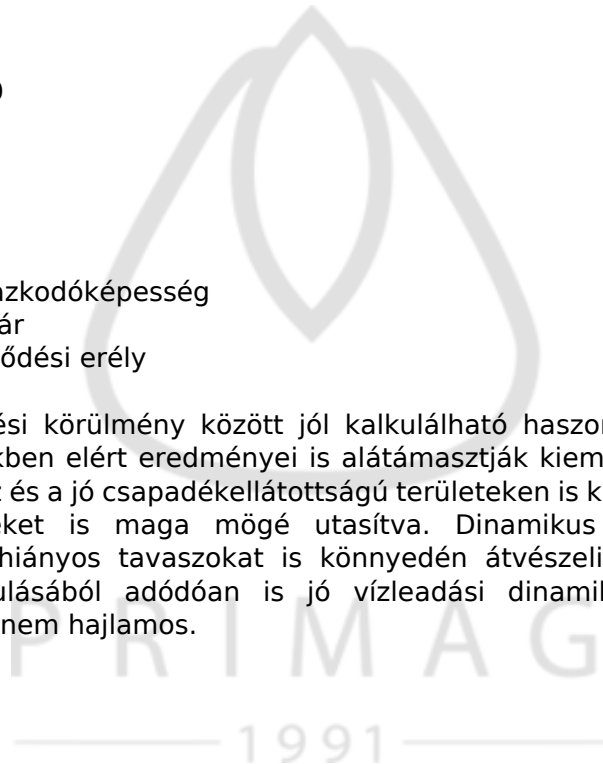 azkodóképesség
ár
ődési erély
ési körülmény között jól kalkulálható haszon
kben elért eredményei is alátámasztják kiem
z és a jó csapadékellátottságú területeken is k
eket is maga mögé utasítva. Dinamikus
hiányos tavaszokat is könnyedén átvészeli
ulásából adódóan is jó vízleadási dinamik
nem hajlamos.
PRIMAG
1991